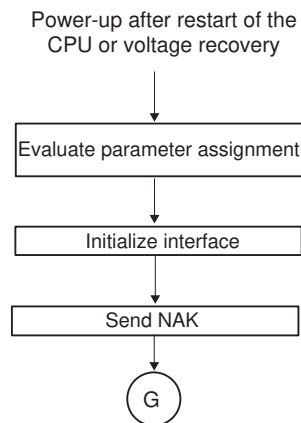 Power-up after restart of the
CPU or voltage recovery
Evaluate parameter assignment
Initialize interface
Send NAK
G